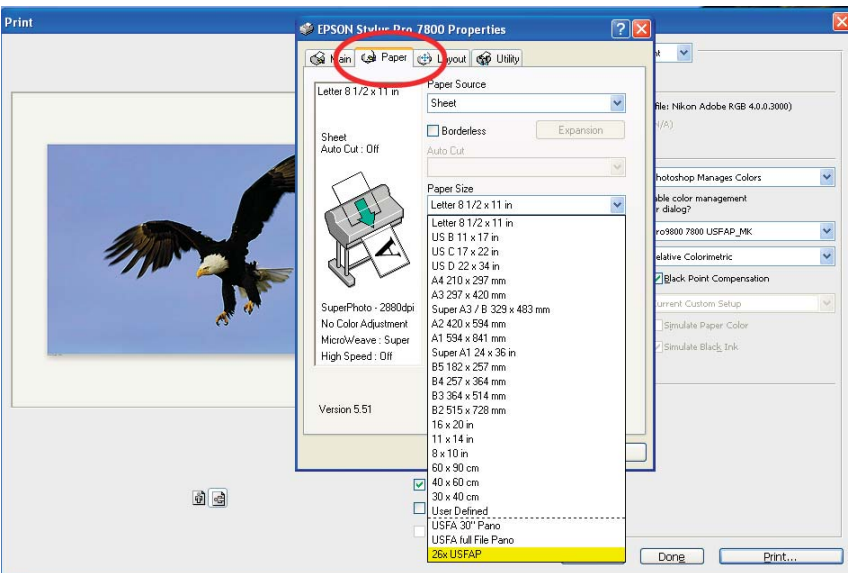 Print
EPSON Stylus Pro 7800 Properties
Main
Paper
Layout
Utility
Letter 8 1/2 x 11 in
Sheet
Auto Cut : Off
SuperPhoto - 2880dpi
No Color Adjustment
MicroWeave : Super
High Speed : Off
Version 5.51
Paper Source
Sheet
Borderless
Expansion
Auto Cut
Paper Size
Letter 8 1/2 x 11 in
Letter 8 1/2 x 11 in
US B 11 x 17 in
US C 17 x 22 in
US D 22 x 34 in
A4 210 x 297 mm
A3 297 x 420 mm
Super A3 / B 329 x 483 mm
A2 420 x 594 mm
A1 594 x 841 mm
Super A1 24 x 36 in
B5 182 x 257 mm
B4 257 x 364 mm
B3 364 x 514 mm
B2 515 x 728 mm
16 x 20 in
11 x 14 in
8 x 10 in
60 x 90 cm
40 x 60 cm
30 x 40 cm
User Defined
USFA 30" Pano
USFA full File Pano
26x USFAP
file: Nikon Adobe RGB 4.0.0.3000)
/A)
hotoshop Manages Colors
able color management
r dialog?
ro9800 7800 USFAP_MK
elative Colorimetric
Black Point Compensation
urrent Custom Setup
Simulate Paper Color
Simulate Black Ink
Done
Print...